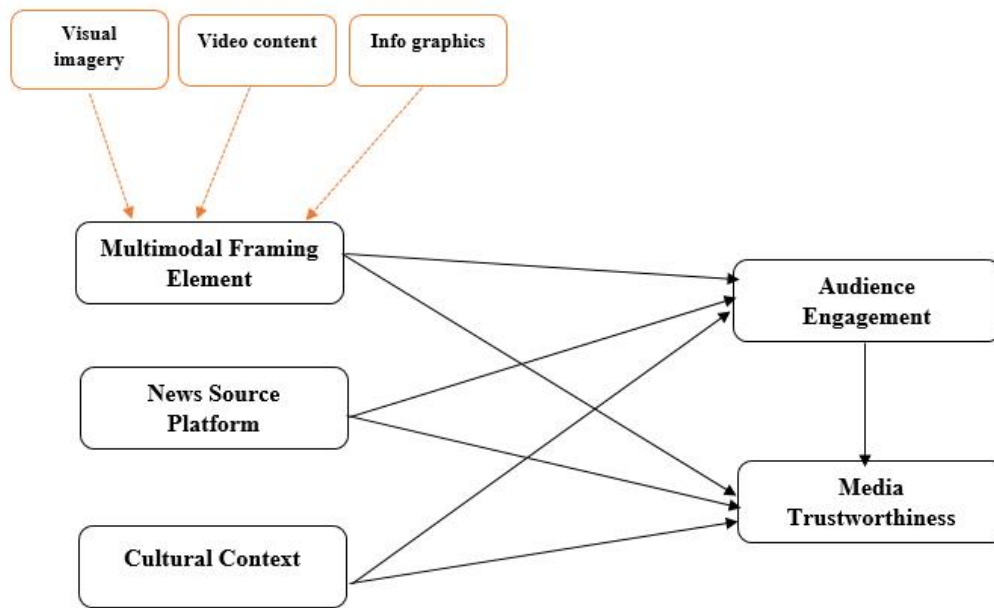 Visual
imagery
Video content
Info graphics
Multimodal Framing
Element
Audience
Engagement
News Source
Platform
Media
Trustworthiness
Cultural Context